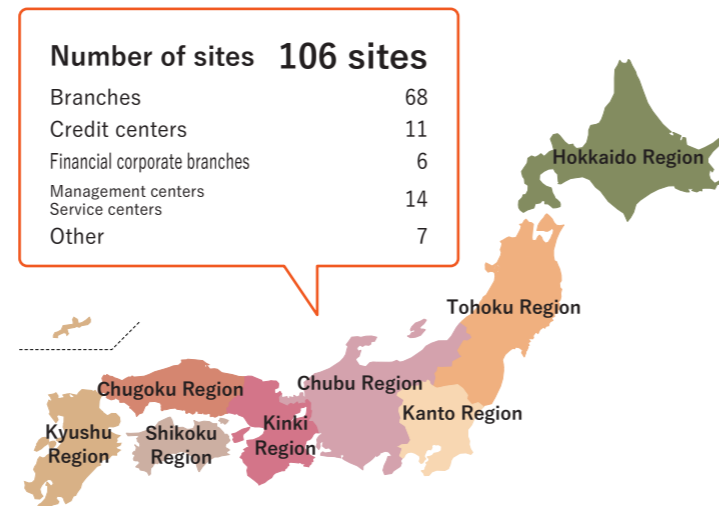 Number of sites 106 sites
Branches 68
Credit centers 11
Financial corporate branches 6
Management centers
Service centers 14
Other 7
Hokkaido Region
Tohoku Region
Chugoku Region
Chubu Region
Kanto Region
Kyushu
Region
Shikoku
Region
Kinki
Region